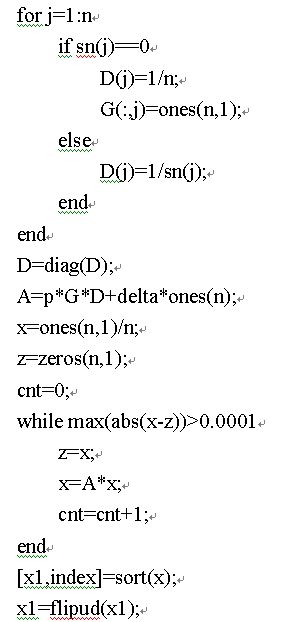 for j=1:n
if sn(j)==0
D(j)=1/n;
G(:,j)=ones(n,1);
else
D(j)=1/sn(j);
end
end
D=diag(D);
A=p*G*D+delta*ones(n);
x=ones(n,1)/n;
z=zeros(n,1);
cnt=0;
while max(abs(x-z))>0.0001
z=x;
x=A*x;
cnt=cnt+1;
end
[x1,index]=sort(x);
x1=flipud(x1);